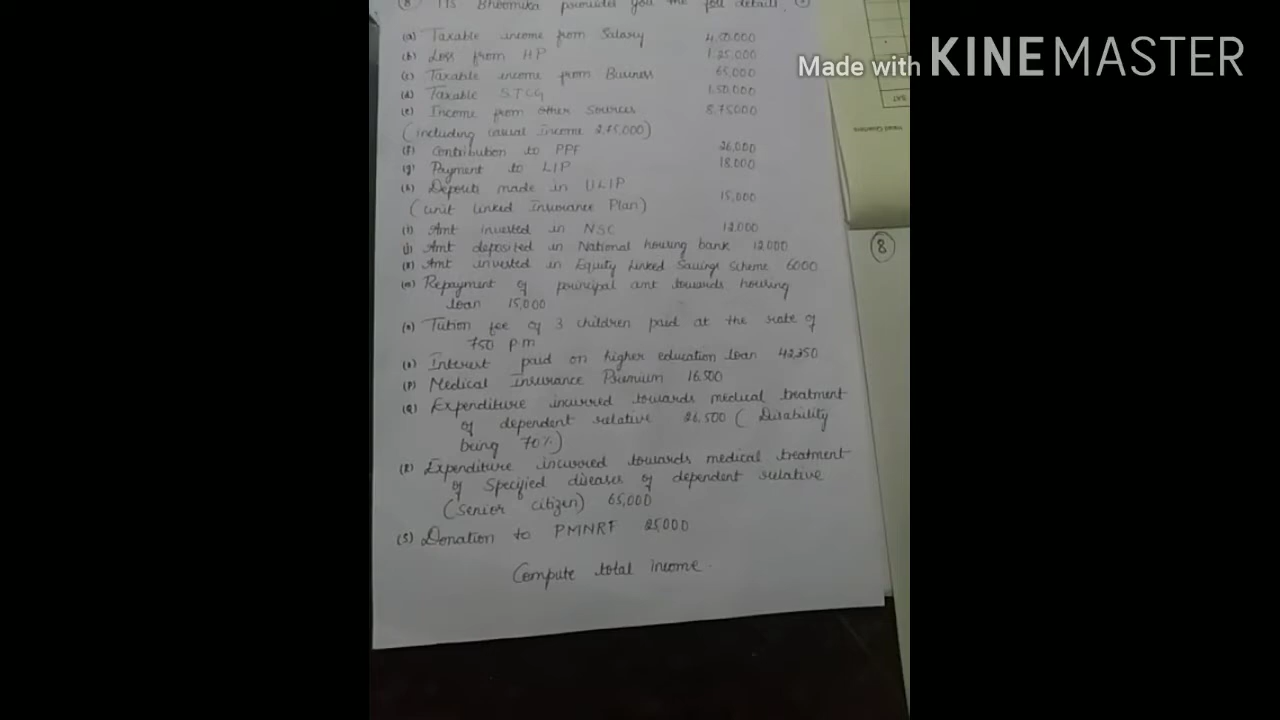 (8) Ms Bhoomika provides you the foll details
Made with KINEMASTER
(a) Taxable income from Salary 4,50,000
(b) Loss from HP 1,25,000
(c) Taxable income from Business 65,000
(d) Taxable STCG 1,50,000
(e) Income from other Sources 8,75000
(including casual Income 2,75,000)
(f) Contribution to PPF 26,000
(g) Payment to LIP 18,000
(h) Deposits made in ULIP
(unit linked Insurance Plan) 15,000
(i) Amt invested in NSC 12,000
(j) Amt deposited in National housing bank 12,000
Amt invested in Equity Linked Savings Scheme 6000
Repayment of principal amt towards housing
loan 15,000
Tution fee of 3 children paid at the rate of
750 p.m
Interest paid on higher education loan 42,350
(P) Medical Insurance Premium 16,500
(Q) Expenditure incurred towards medical treatment
of dependent relative 26,500 (Disability
being 70%)
(R) Expenditure incurred towards medical treatment
of Specified diseases of dependent relative
(Senior citizen) 65,000
(S) Donation to PMNRF 25,000
Compute total income.
8